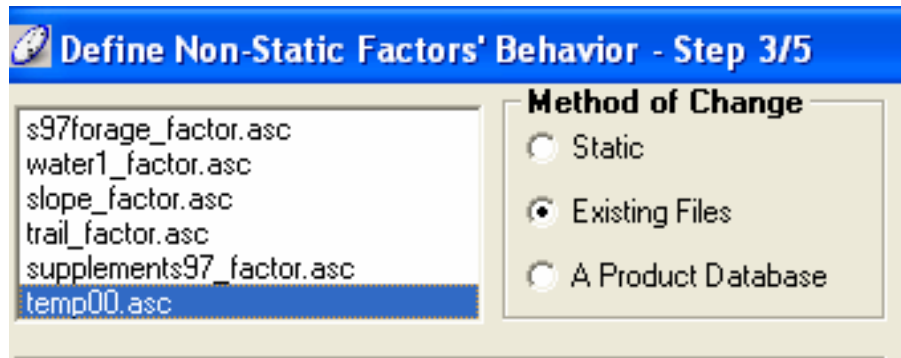 Define Non-Static Factors' Behavior - Step 3/5
s97forage_factor.asc
water1_factor.asc
slope_factor.asc
trail_factor.asc
supplements97_factor.asc
temp00.asc
Method of Change
Static
Existing Files
A Product Database